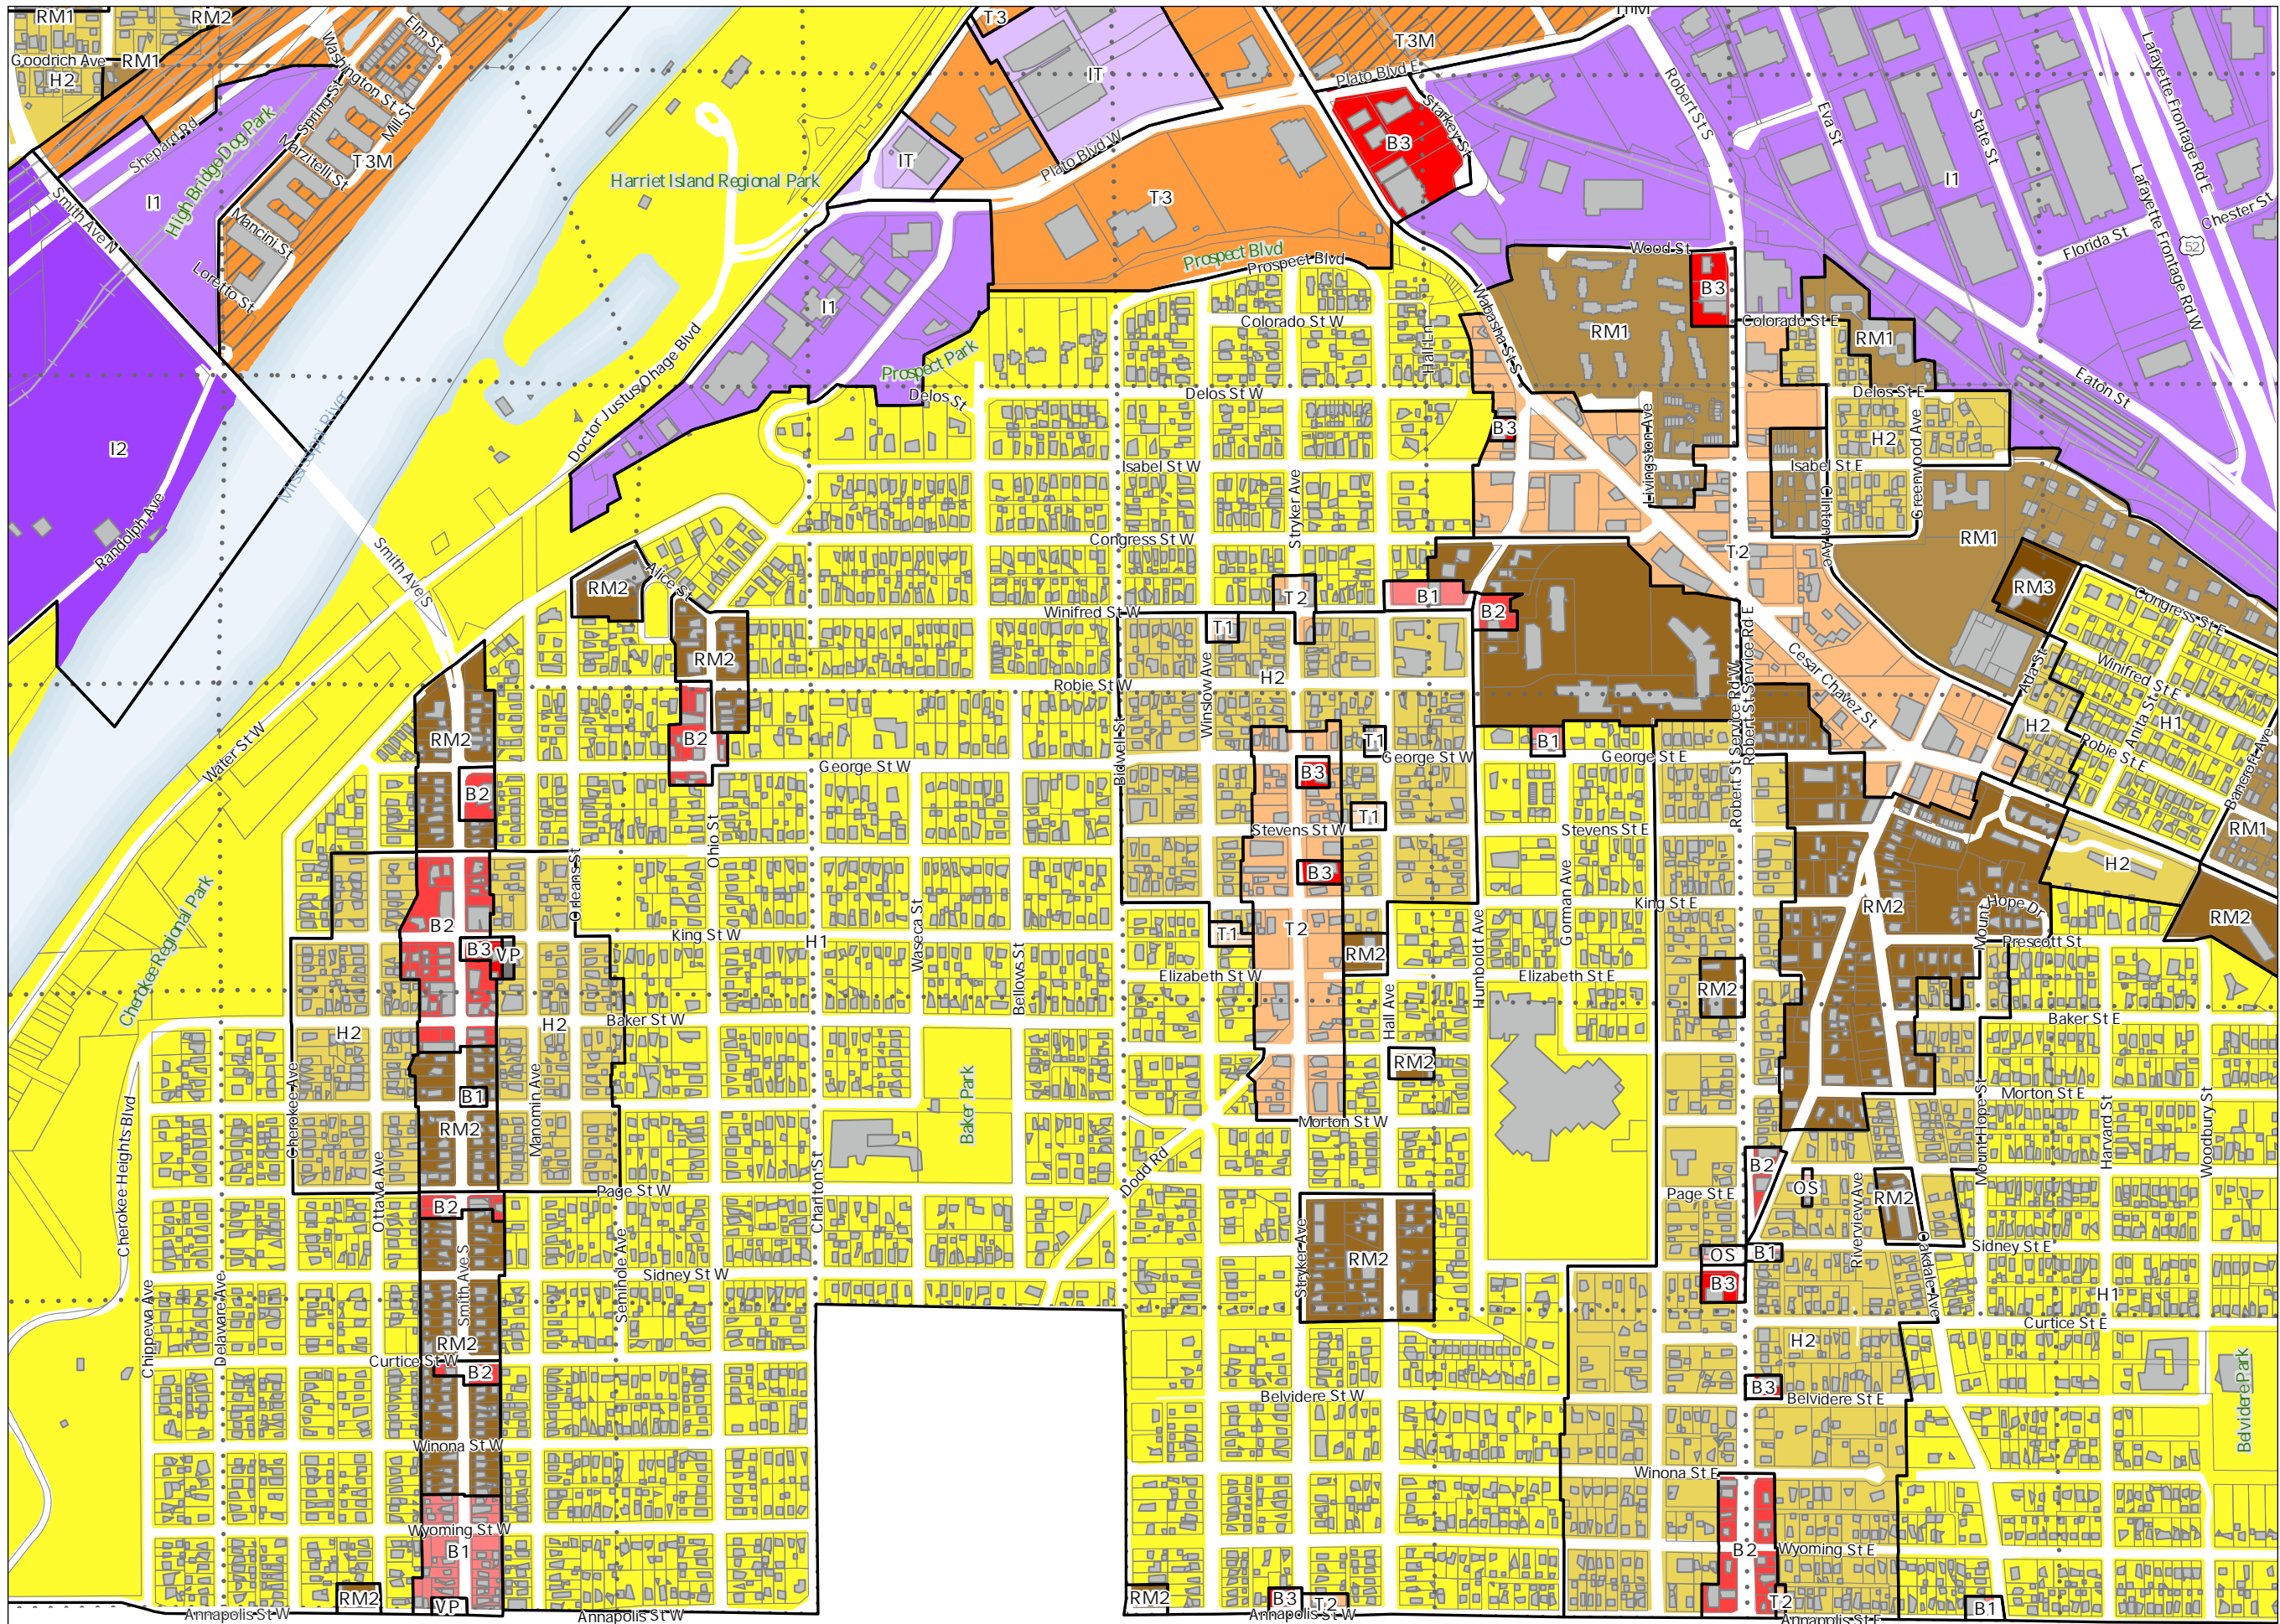 RM1
RM2
Elm St
T3
T3M
Goodrich Ave
RM1
H2
Washington St
Spring St
Mill St
Plato Blvd E
IT
Starkey St
Robert St S
Lafayette Frontage Rd E
Eva St
State St
Shepard Rd
High Bridge Dog Park
Marzitelli St
T3M
IT
Plato Blvd W
B3
I1
Harriet Island Regional Park
I1
Smith Ave N
Mancini St
T3
Lafayette Frontage Rd W
Chester St
Florida St
52
Loretto St
Prospect Blvd
Prospect Blvd
Wood St
B3
I1
Wabasha St S
Colorado St W
Hall Ln
RM1
Colorado St E
RM1
Prospect Park
Doctor Justus Ohage Blvd
Delos St
Delos St W
Delos St E
Eaton St
Mississippi River
I2
B3
Livingston Ave
H2
Greenwood Ave
Isabel St W
Isabel St E
Stryker Ave
Clinton Ave
Randolph Ave
Congress St W
T2
RM1
Smith Ave S
RM2
Alice St
T2
B1
B2
RM3
Congress St E
Winifred St W
T1
Robert St Service Rd E
Robert St Service Rd W
RM2
H2
Winslow Ave
Cesar Chavez St
Ada St
Winifred St E
Robie St W
Anita St
H1
H2
Robie St E
Water St W
RM2
B2
Bidwell St
T1
B1
Bancroft Ave
George St W
George St W
George St E
B3
B2
T1
Ohio St
Stevens St W
Stevens St E
Robert St S
RM1
H2
B3
Orleans St
Gorman Ave
Cherokee Regional Park
B2
King St W
H1
Waseca St
T1
T2
King St E
RM2
Mount Hope Dr
RM2
B3
VP
RM2
Prescott St
Elizabeth St W
Elizabeth St E
Humboldt Ave
Bellows St
RM2
H2
H2
Baker St W
Hall Ave
Baker St E
Cherokee Ave
Manomin Ave
B1
Baker Park
RM2
Morton St E
RM2
Morton St W
Mount Hope St
Harvard St
Woodbury St
Cherokee Heights Blvd
Ottawa Ave
Charlton St
Dodd Rd
B2
OS
RM2
Riverview Ave
Page St W
Page St E
B2
Smith Ave S
Seminole Ave
Stryker Ave
RM2
OS
B1
Oakdale Ave
Sidney St E
Sidney St W
B3
H1
Chippewa Ave
Delaware Ave
RM2
Curtice St E
H2
Curtice St W
B2
B3
Belvidere St W
Belvidere St E
Belvidere Park
Winona St W
Winona St E
Wyoming St W
B1
B2
Wyoming St E
RM2
VP
RM2
B3
T2
T2
B1
Annapolis St W
Annapolis St W
Annapolis St W
Annapolis St E